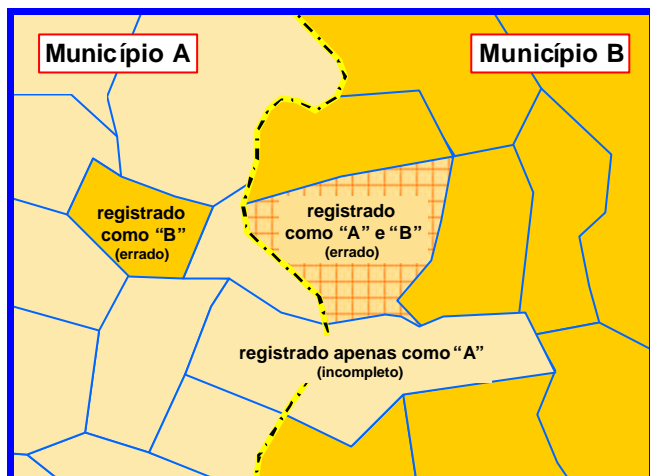 Município A
Município B
registrado
como “B”
(errado)
registrado
como “A” e “B”
(errado)
registrado apenas como “A”
(incompleto)